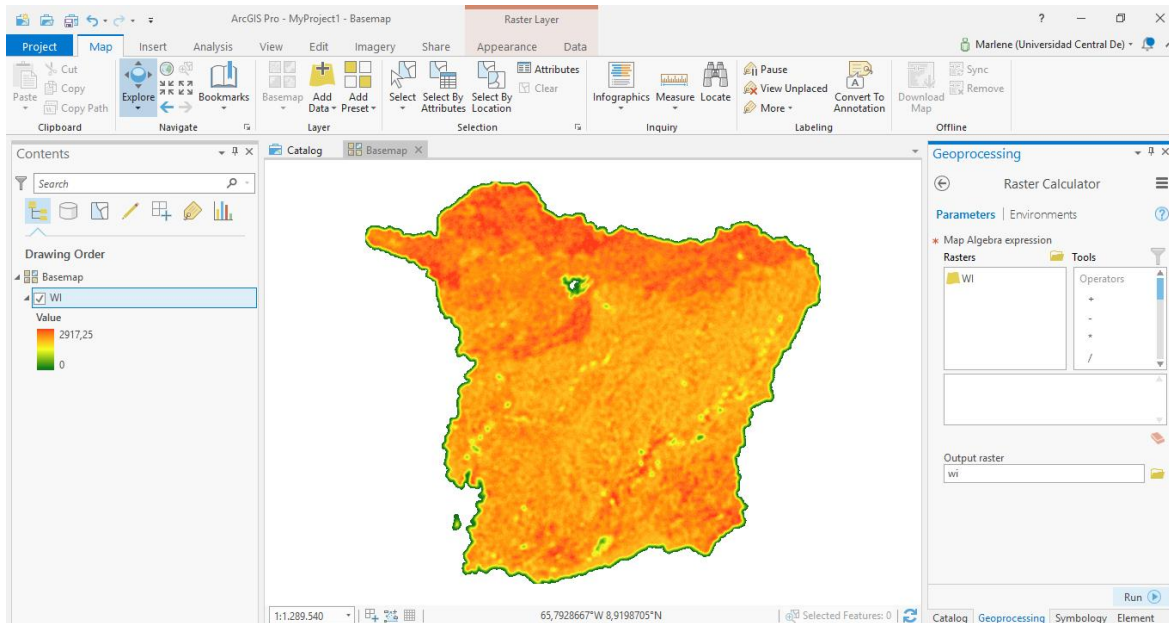 ArcGIS Pro - MyProject1 - Basemap
Raster Layer
?
Project Map Insert Analysis View Edit Imagery Share Appearance Data
Marlene (Universidad Central De)
Paste
Cut
Copy
Copy Path
Clipboard
Explore
Bookmarks
Navigate
Basemap
Add Data
Add Preset
Layer
Select
Select By Attributes
Select By Location
Attributes
Clear
Selection
Infographics
Measure
Locate
Inquiry
Pause
View Unplaced
More
Convert To Annotation
Labeling
Download Map
Sync
Remove
Offline
Contents
Search
Drawing Order
Basemap
WI
Value
2917,25
0
Catalog Basemap
1:1.289.540
65,7928667°W 8,9198705°N
Selected Features: 0
Geoprocessing
Raster Calculator
Parameters | Environments
?
* Map Algebra expression
Rasters Tools
WI
Operators
+
-
*
/
Output raster
wi
Run
Catalog Geoprocessing Symbology Element